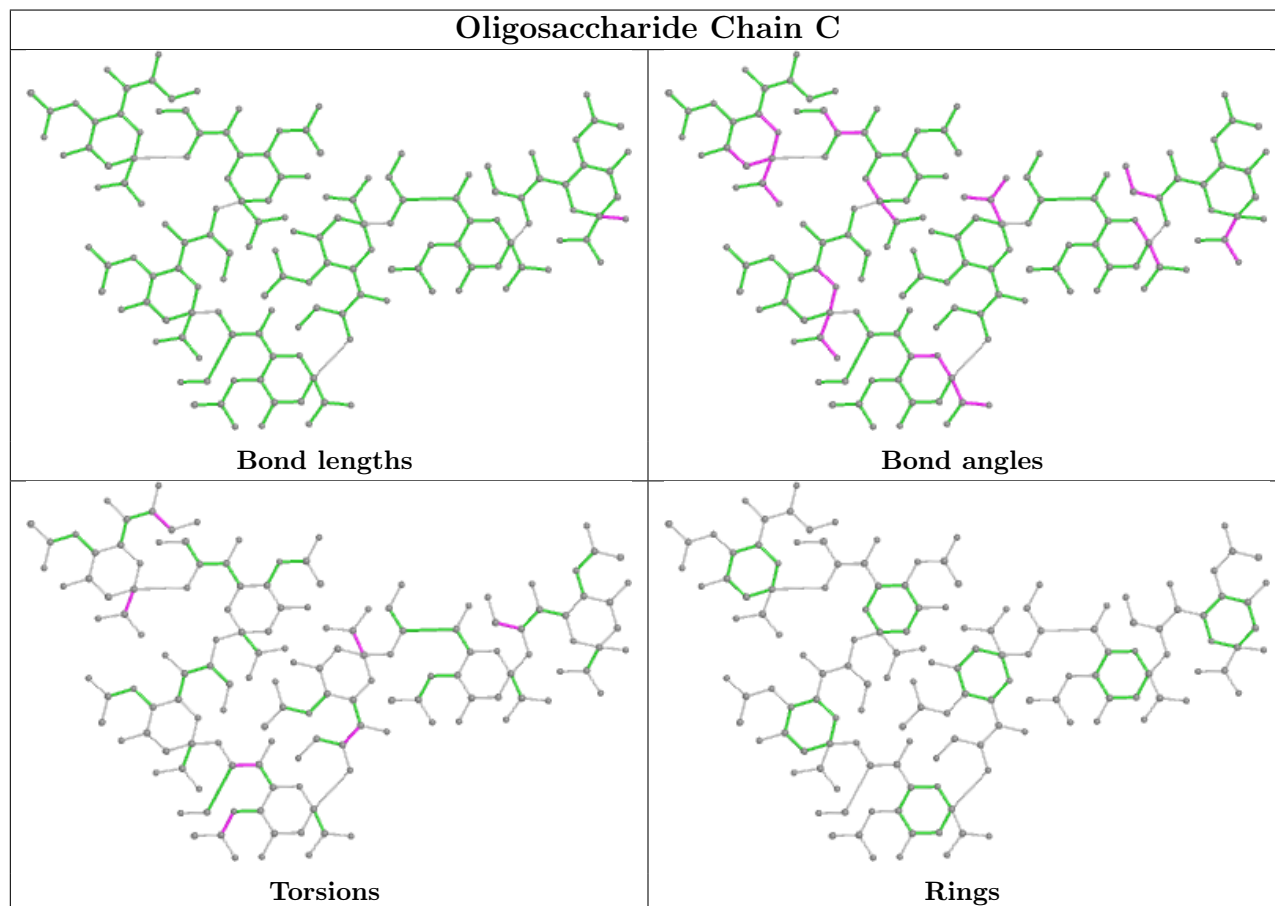 Oligosaccharide Chain C
Bond lengths
Bond angles
Torsions
Rings